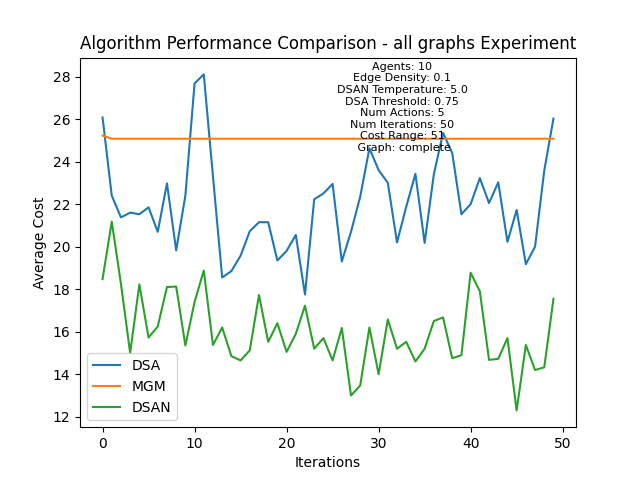 Algorithm Performance Comparison - all graphs Experiment
Agents: 10
Edge Density: 0.1
DSAN Temperature: 5.0
DSA Threshold: 0.75
Num Actions: 5
Num Iterations: 50
Cost Range: 51
Graph: complete
Average Cost
28
26
24
22
20
18
16
14
12
DSA
MGM
DSAN
0
10
20
30
40
50
Iterations